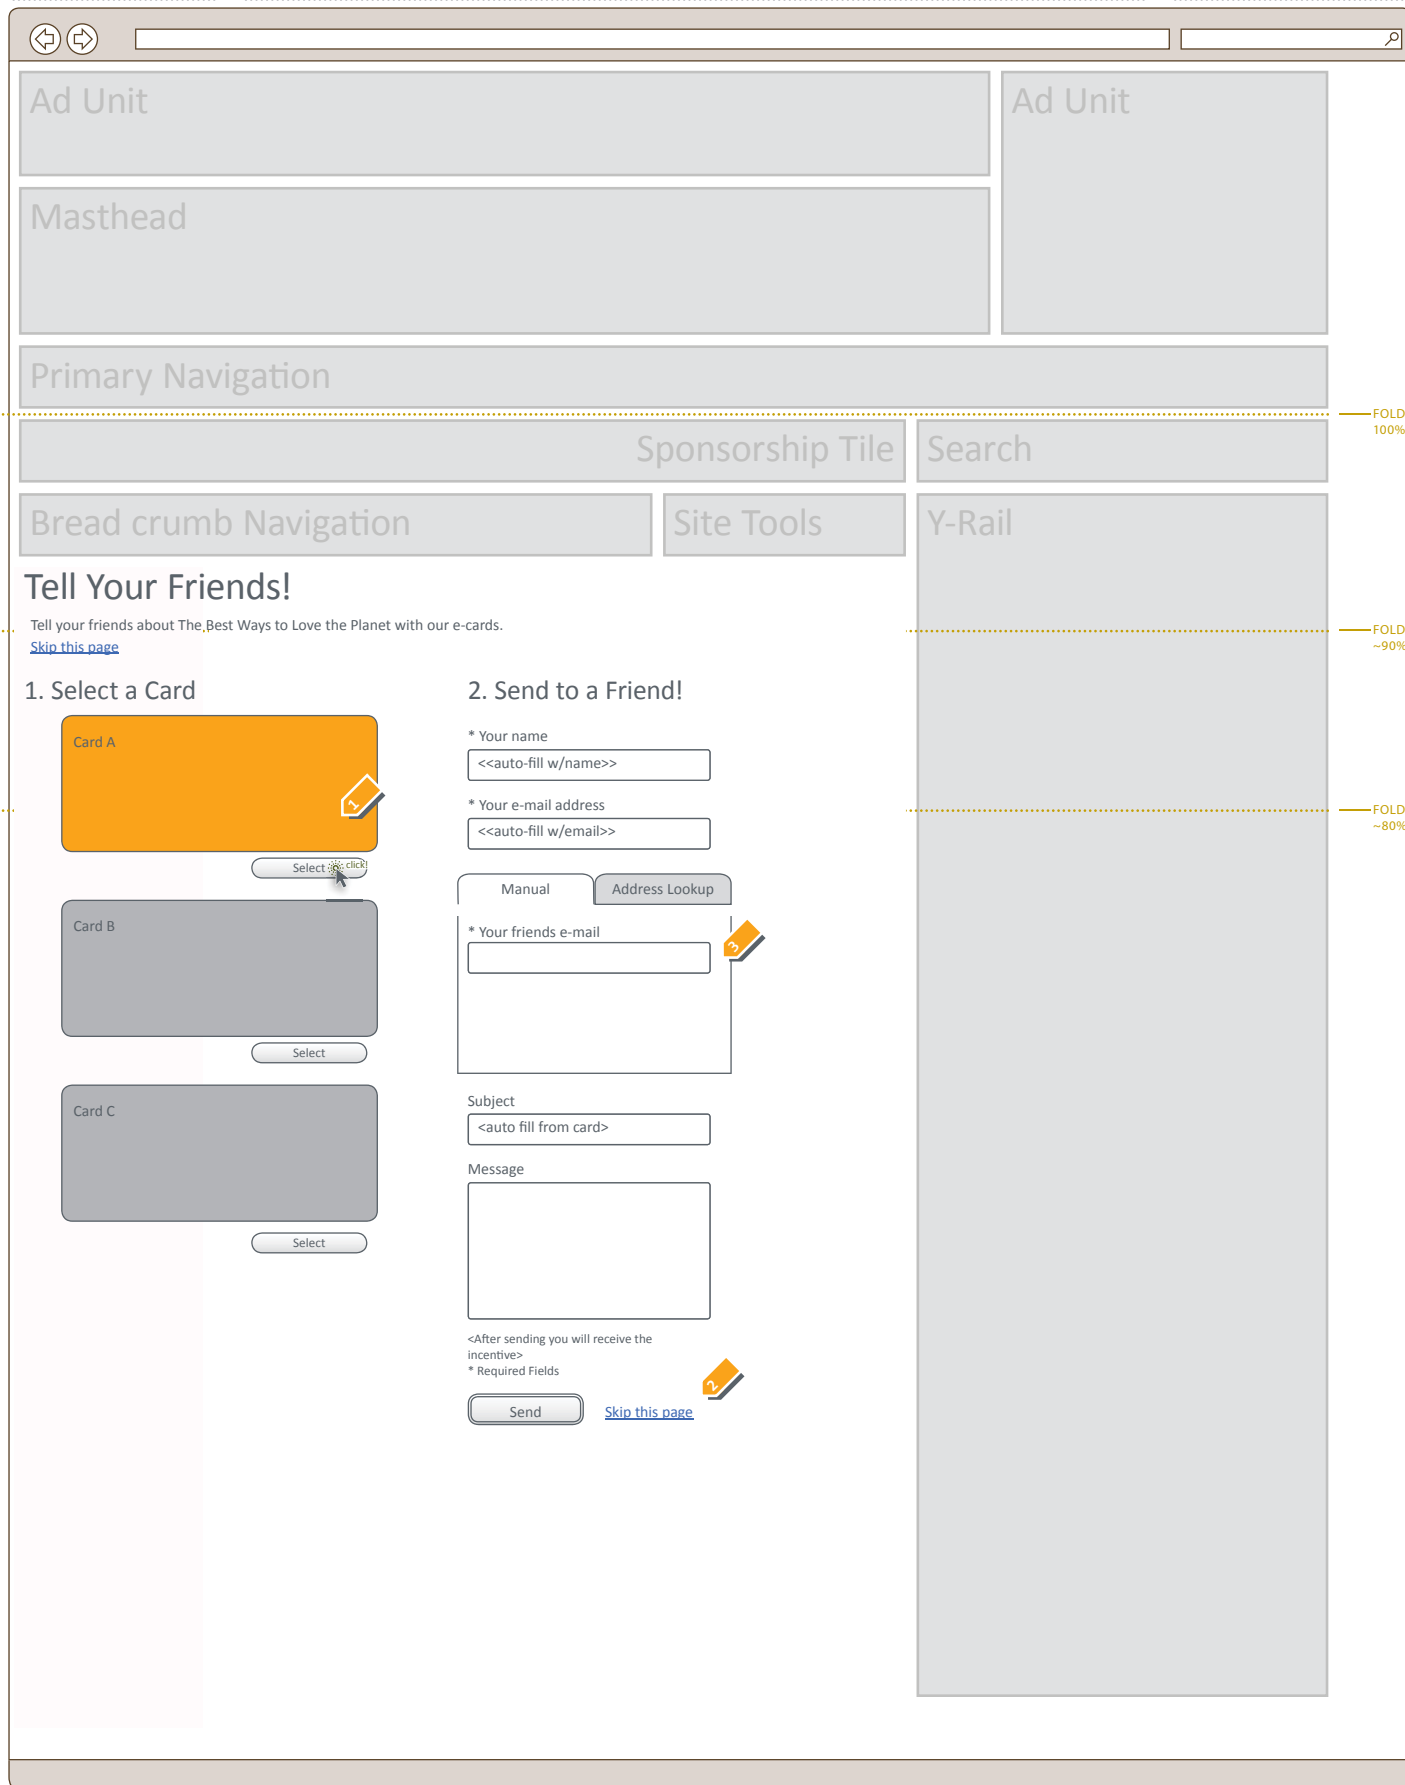 Ad Unit
Ad Unit
Masthead
Primary Navigation
FOLD
100%
Sponsorship Tile
Search
Bread crumb Navigation
Site Tools
Y-Rail
Tell Your Friends!
Tell your friends about The Best Ways to Love the Planet with our e-cards.
Skip this page
FOLD
~90%
1. Select a Card
Card A
1
Select
click!
Card B
Select
Card C
Select
2. Send to a Friend!
* Your name
<<auto-fill w/name>>
* Your e-mail address
<<auto-fill w/email>>
FOLD
~80%
Manual
Address Lookup
* Your friends e-mail
3
Subject
<auto fill from card>
Message
<After sending you will receive the
incentive>
* Required Fields
2
Send
Skip this page